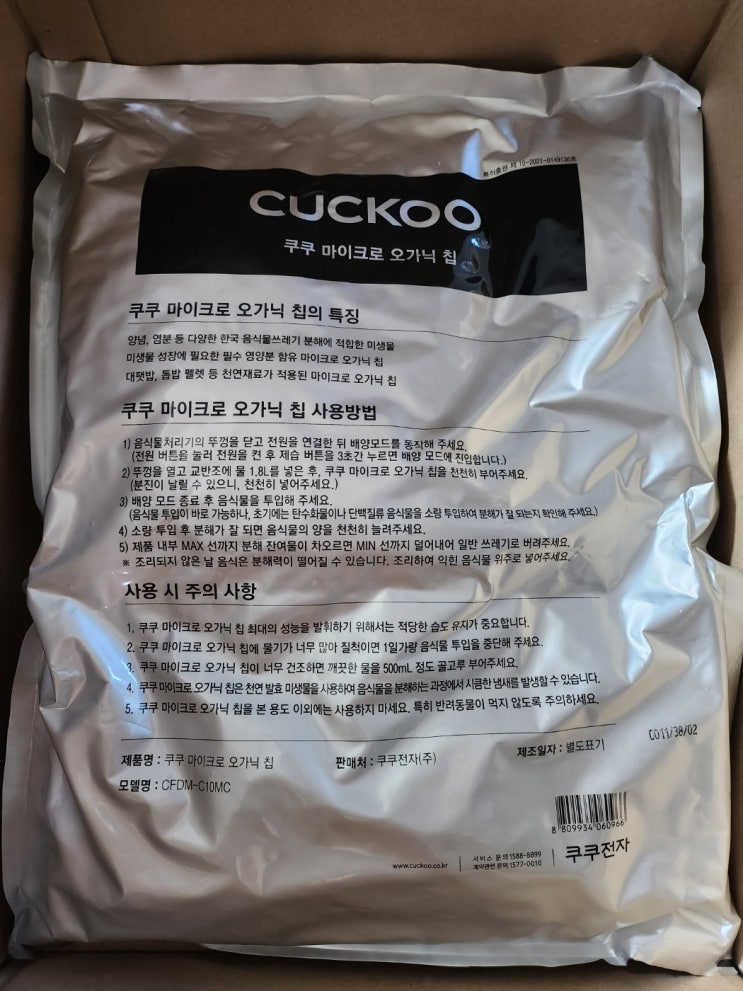 특허출원 제 10-2021-0149136호
CUCKOO
쿠쿠 마이크로 오가닉 칩
쿠쿠 마이크로 오가닉 칩의 특징
양념, 염분 등 다양한 한국 음식물쓰레기 분해에 적합한 미생물
미생물 성장에 필요한 필수 영양분 함유 마이크로 오가닉 칩
대팻밥, 톱밥 펠렛 등 천연재료가 적용된 마이크로 오가닉 칩
쿠쿠 마이크로 오가닉 칩 사용방법
1) 음식물처리기의 뚜껑을 닫고 전원을 연결한 뒤 배양모드를 동작해 주세요.
(전원 버튼을 눌러 전원을 켠 후 제습 버튼을 3초간 누르면 배양 모드에 진입합니다.)
2) 뚜껑을 열고 교반조에 물 1.8L를 넣은 후, 쿠쿠 마이크로 오가닉 칩을 천천히 부어주세요.
(분진이 날릴 수 있으니, 천천히 넣어주세요.)
3) 배양 모드 종료 후 음식물을 투입해 주세요.
(음식물 투입이 바로 가능하나, 초기에는 탄수화물이나 단백질류 음식물을 소량 투입하여 분해가 잘 되는지 확인해 주세요.)
4) 소량 투입 후 분해가 잘 되면 음식물의 양을 천천히 늘려주세요.
5) 제품 내부 MAX 선까지 분해 잔여물이 차오르면 MIN 선까지 덜어내어 일반 쓰레기로 버려주세요.
※ 조리되지 않은 날 음식은 분해력이 떨어질 수 있습니다. 조리하여 익힌 음식물 위주로 넣어주세요.
사용 시 주의 사항
1. 쿠쿠 마이크로 오가닉 칩 최대의 성능을 발휘하기 위해서는 적당한 습도 유지가 중요합니다.
2. 쿠쿠 마이크로 오가닉 칩에 물기가 너무 많아 질척이면 1일가량 음식물 투입을 중단해 주세요.
3. 쿠쿠 마이크로 오가닉 칩이 너무 건조하면 깨끗한 물을 500mL 정도 골고루 부어주세요.
4. 쿠쿠 마이크로 오가닉 칩은 천연 발효 미생물을 사용하여 음식물을 분해하는 과정에서 시큼한 냄새를 발생할 수 있습니다.
5. 쿠쿠 마이크로 오가닉 칩을 본 용도 이외에는 사용하지 마세요. 특히 반려동물이 먹지 않도록 주의하세요.
제품명 : 쿠쿠 마이크로 오가닉 칩 판매처 : 쿠쿠전자(주) 제조일자 : 별도표기
CO11/38/02
모델명 : CFDM-C10MC
8 809934 060966
www.cuckoo.co.kr
서비스 문의 1588-8899
계약관련 문의 1577-0010
쿠쿠전자